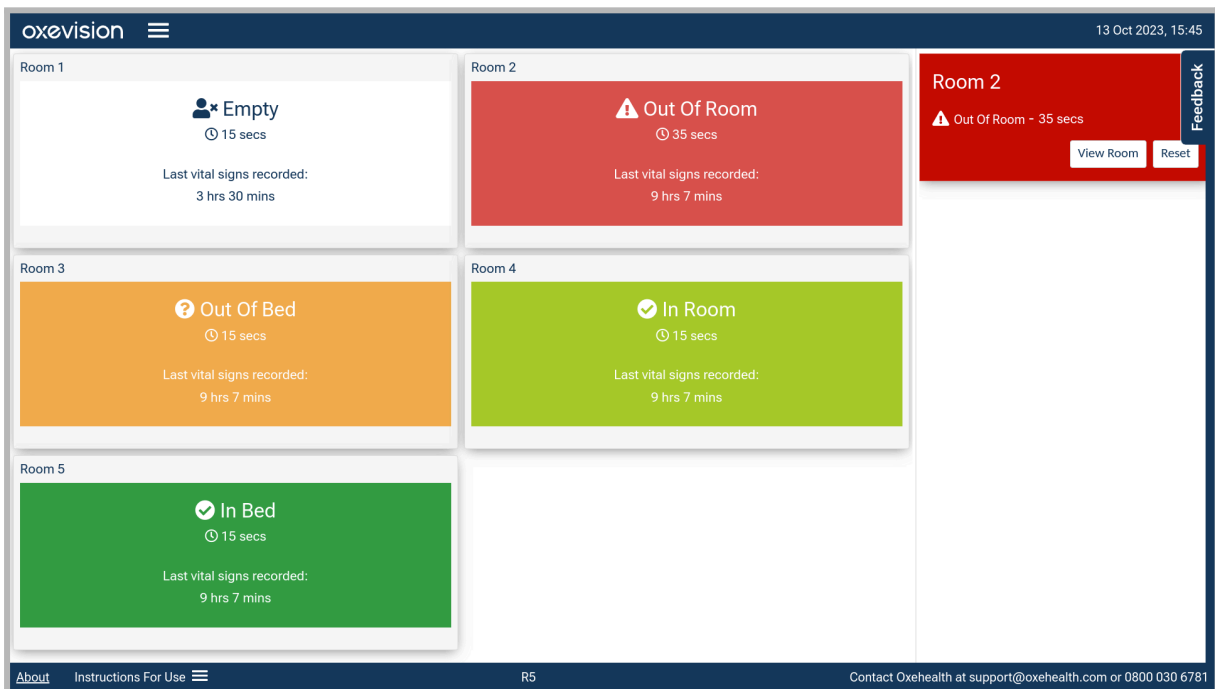 oxevision
13 Oct 2023, 15:45
Room 1
Empty
15 secs
Last vital signs recorded:
3 hrs 30 mins
Room 2
Out Of Room
35 secs
Last vital signs recorded:
9 hrs 7 mins
Room 3
Out Of Bed
15 secs
Last vital signs recorded:
9 hrs 7 mins
Room 4
In Room
15 secs
Last vital signs recorded:
9 hrs 7 mins
Room 5
In Bed
15 secs
Last vital signs recorded:
9 hrs 7 mins
Room 2
Out Of Room - 35 secs
View Room Reset
Feedback
About Instructions For Use R5 Contact Oxehealth at support@oxehealth.com or 0800 030 6781